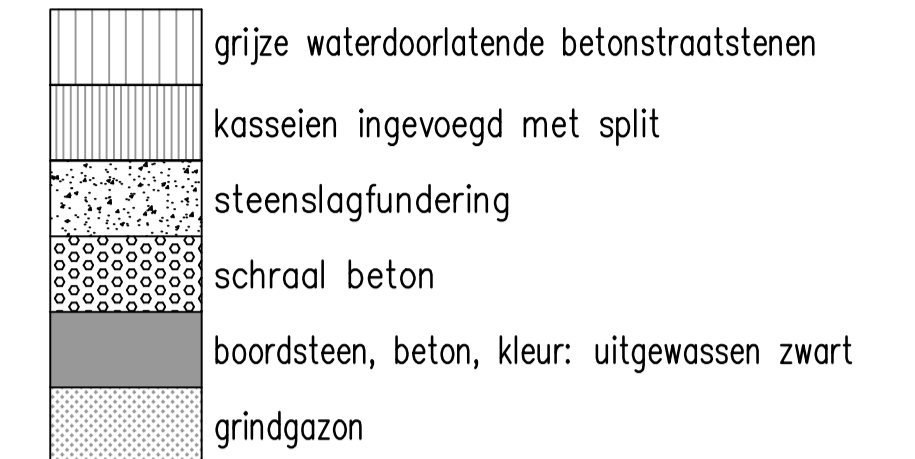 grijze waterdoorlatende betonstraatstenen
kasseien ingevoegd met split
steenslagfundering
schraal beton
boordsteen, beton, kleur: uitgewassen zwart
grindgazon